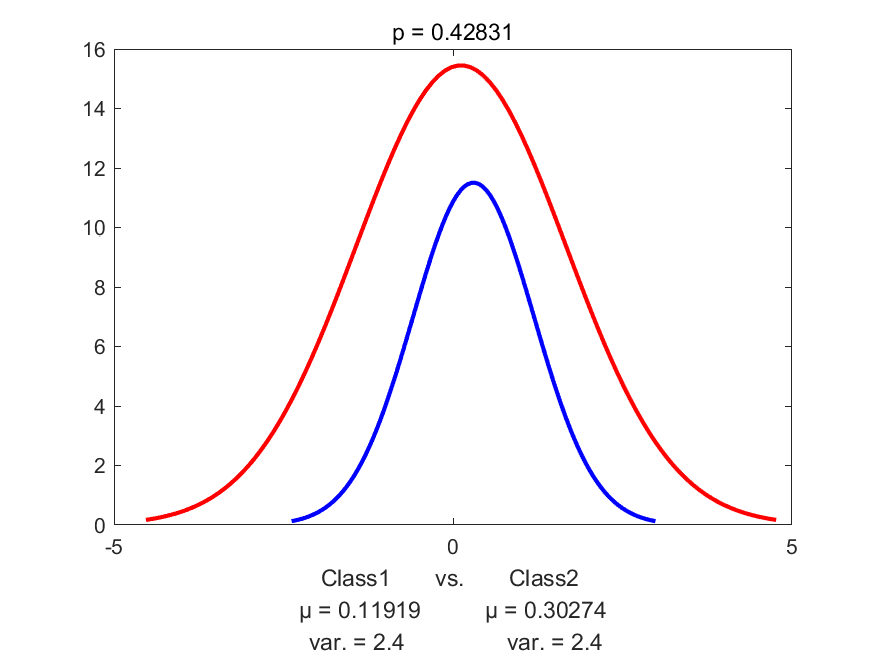 p = 0.42831
16
14
12
10
8
6
4
2
0
-5 0 5
Class1 vs. Class2
μ = 0.11919 μ = 0.30274
var. = 2.4 var. = 2.4